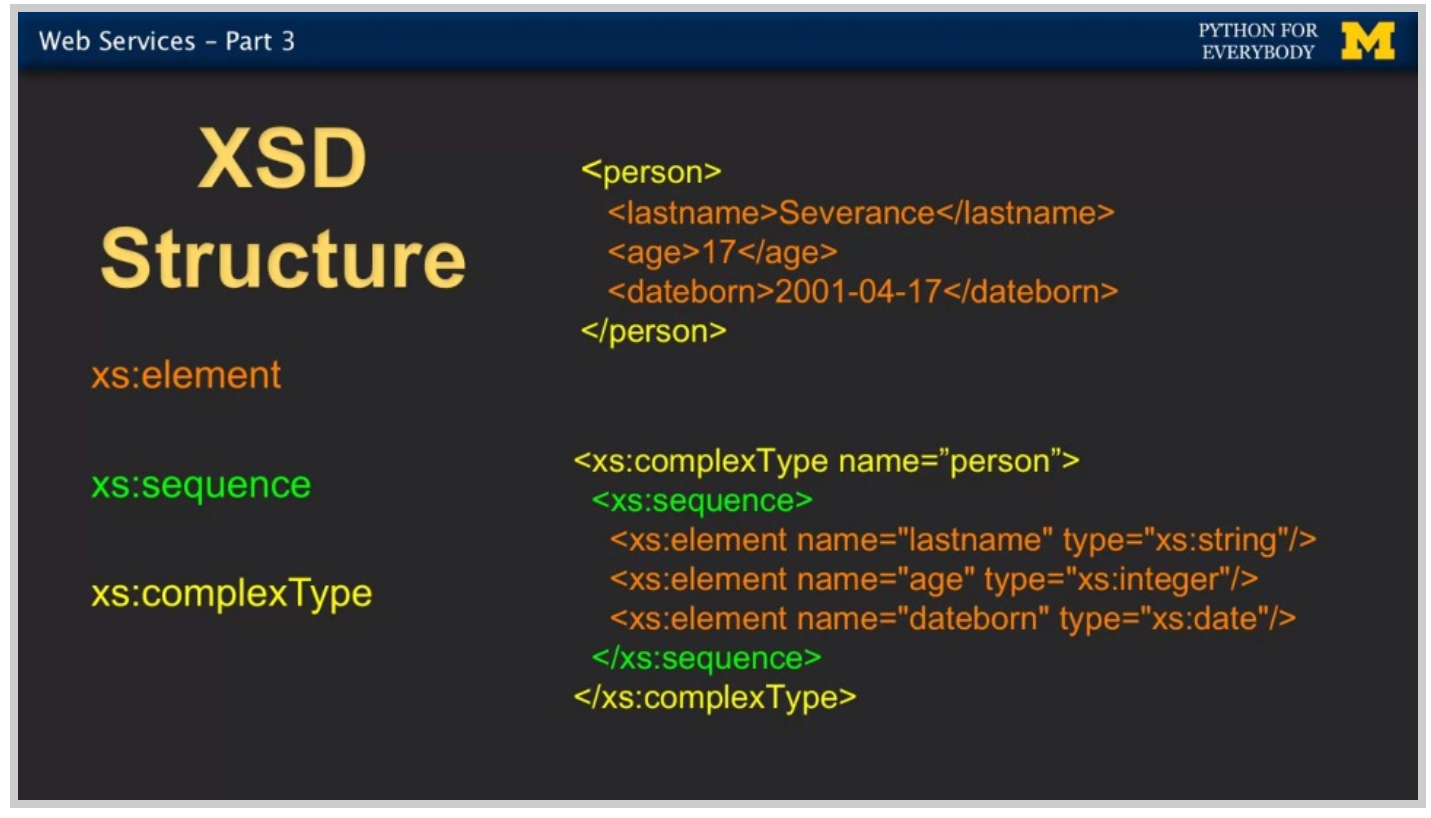 Web Services – Part 3
PYTHON FOR
EVERYBODY
M
XSD
Structure
xs:element
xs:sequence
xs:complexType
<person>
<lastname>Severance</lastname>
<age>17</age>
<dateborn>2001-04-17</dateborn>
</person>
<xs:complexType name=”person”>
<xs:sequence>
<xs:element name="lastname" type="xs:string"/>
<xs:element name="age" type="xs:integer"/>
<xs:element name="dateborn" type="xs:date"/>
</xs:sequence>
</xs:complexType>